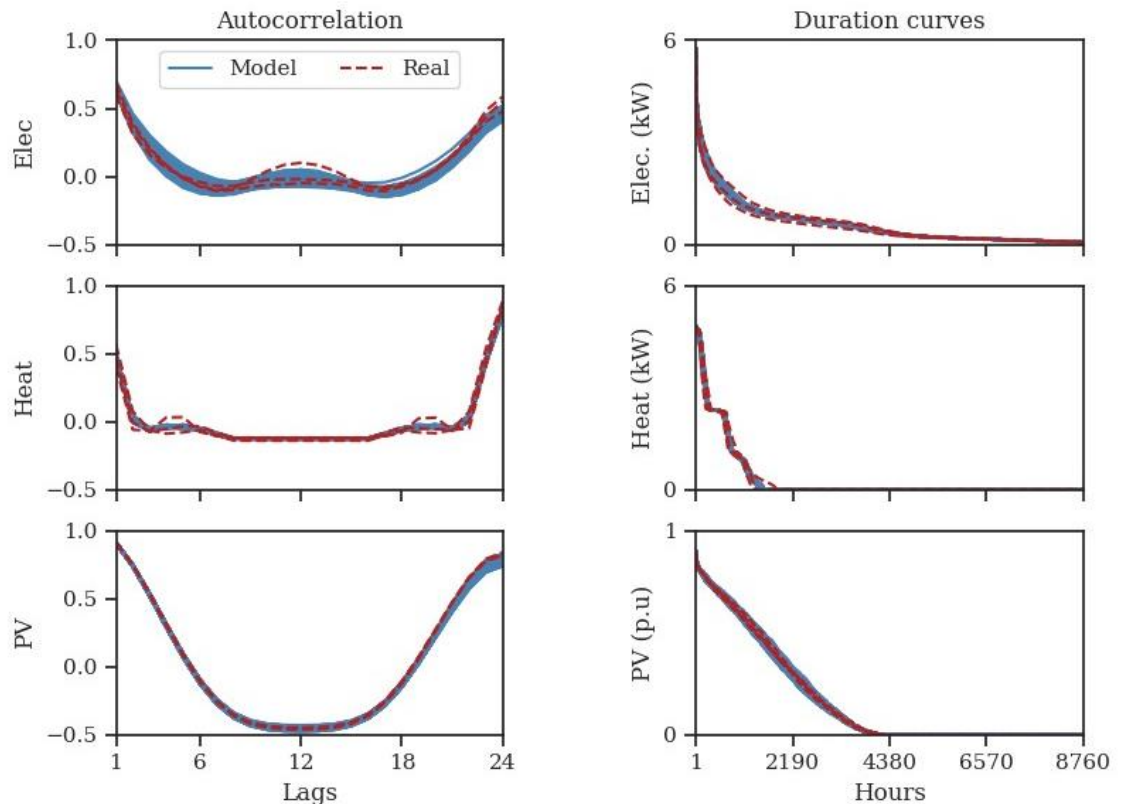 Autocorrelation
Duration curves
1.0
0.5
0.0
−0.5
Elec
Model
Real
6
0
Elec. (kW)
1.0
0.5
0.0
−0.5
Heat
6
0
Heat (kW)
1.0
0.5
0.0
−0.5
PV
1
0
PV (p.u)
1 6 12 18 24
Lags
1 2190 4380 6570 8760
Hours